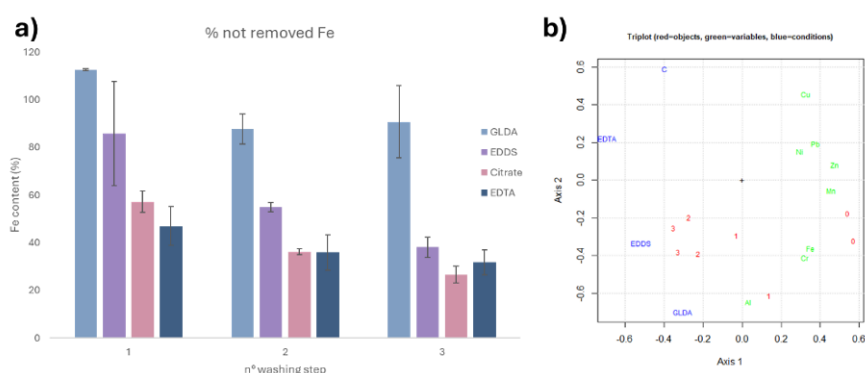 a)
% not removed Fe
120
100
80
60
40
20
0
Fe content (%)
1
2
3
n° washing step
GLDA
EDDS
Citrate
EDTA
b)
Triplot (red=objects, green=variables, blue=conditions)
0.6
0.4
0.2
0.0
-0.2
-0.4
-0.6
Axis 2
C
Cu
EDTA
Pb
Ni
Zn
+
Mn
0
2
3
1
EDDS
Fe
0
3
2
Cr
Al
1
GLDA
-0.6
-0.4
-0.2
0.0
0.2
0.4
0.6
Axis 1